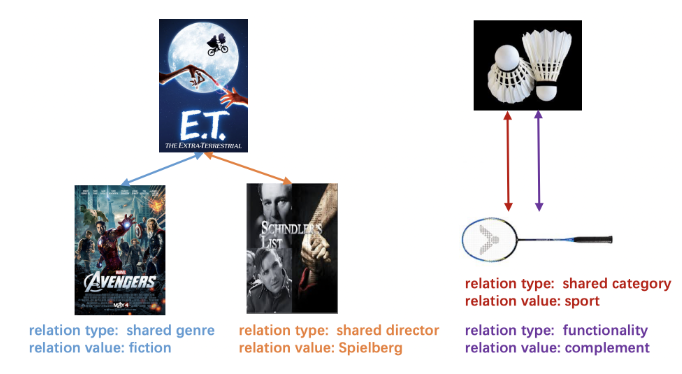 E.T.
THE EXTRA-TERRESTRIAL
SCHINDLER'S
LIST
MARVEL
AVENGERS
relation type: shared genre
relation value: fiction
relation type: shared director
relation value: Spielberg
relation type: shared category
relation value: sport
relation type: functionality
relation value: complement